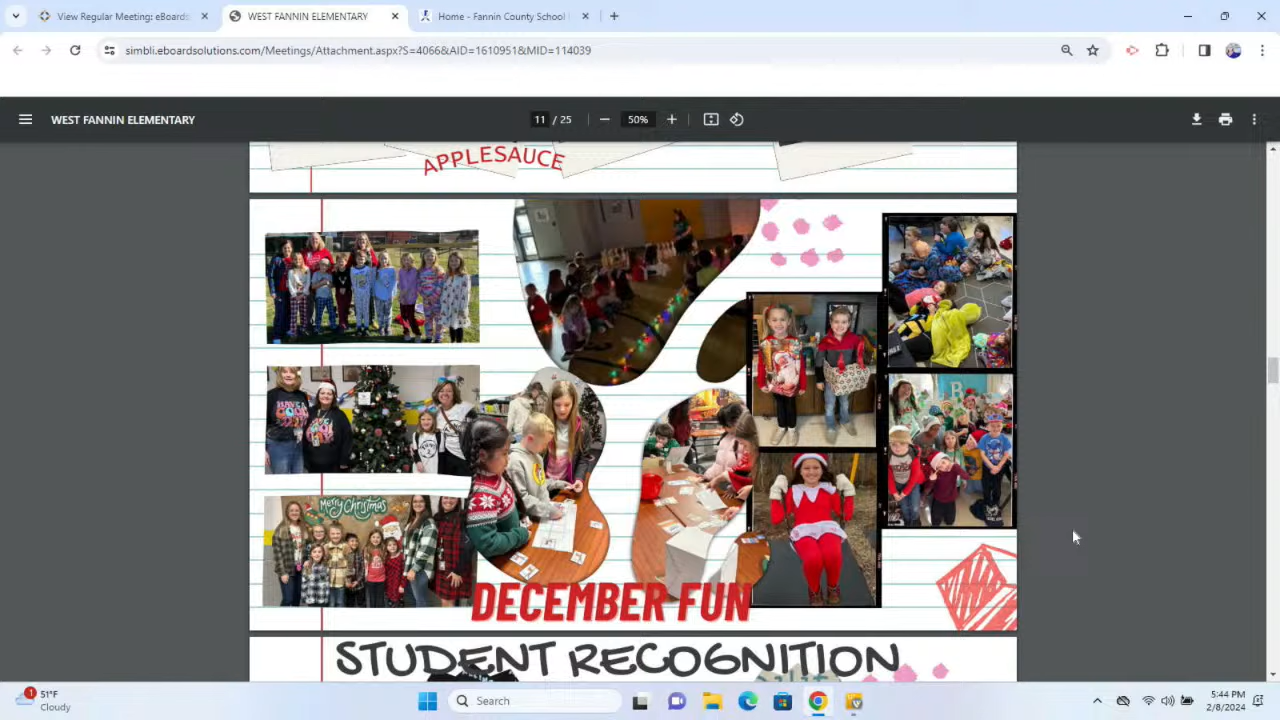 View Regular Meeting: eBoards
WEST FANNIN ELEMENTARY
Home - Fannin County School
simbli.eboardsolutions.com/Meetings/Attachment.aspx?S=4066&AID=1610951&MID=114039
WEST FANNIN ELEMENTARY
11 / 25
50%
APPLESAUCE
Merry Christmas
B
DECEMBER FUN
STUDENT RECOGNITION
1
51°F
Cloudy
Search
5:44 PM
2/8/2024